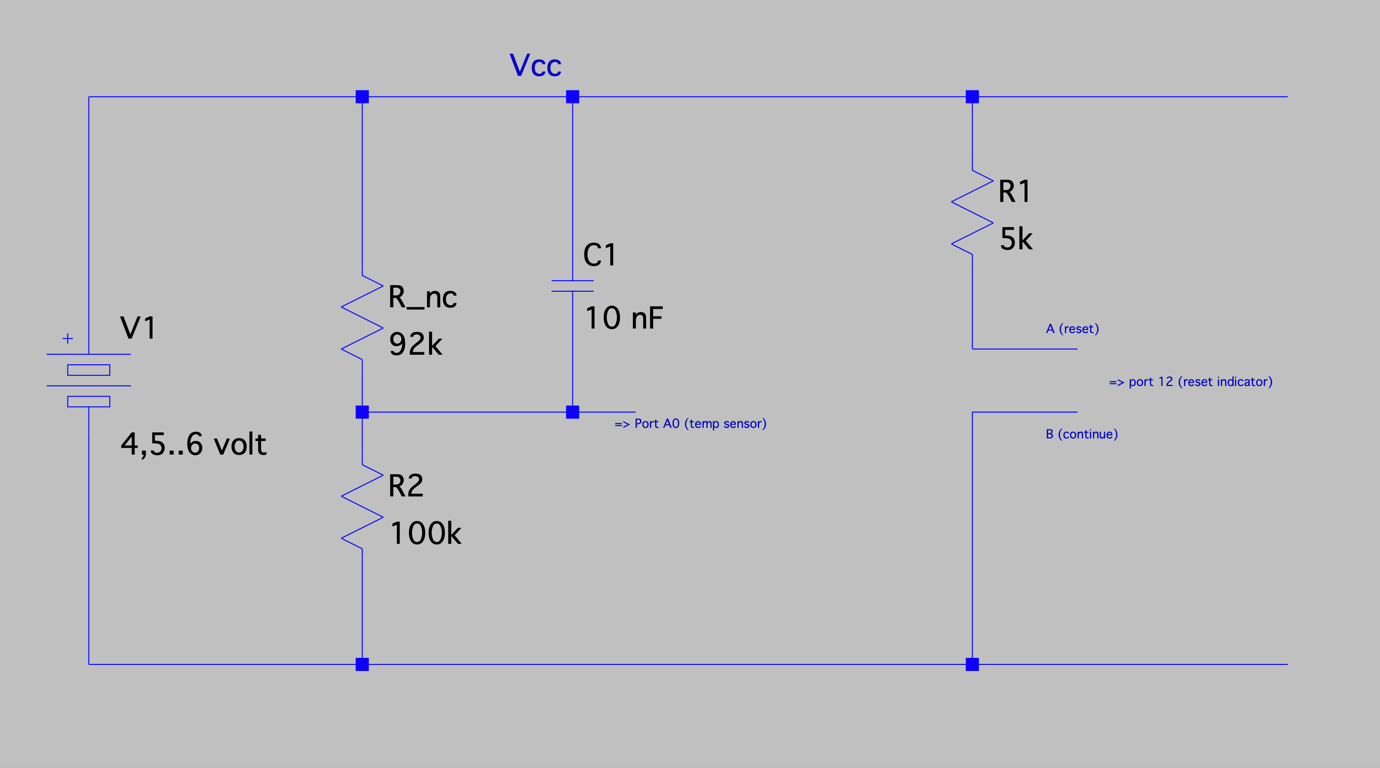 Vcc
R1
5k
C1
10 nF
R_nc
92k
V1
+
4,5..6 volt
A (reset)
=> port 12 (reset indicator)
B (continue)
=> Port A0 (temp sensor)
R2
100k